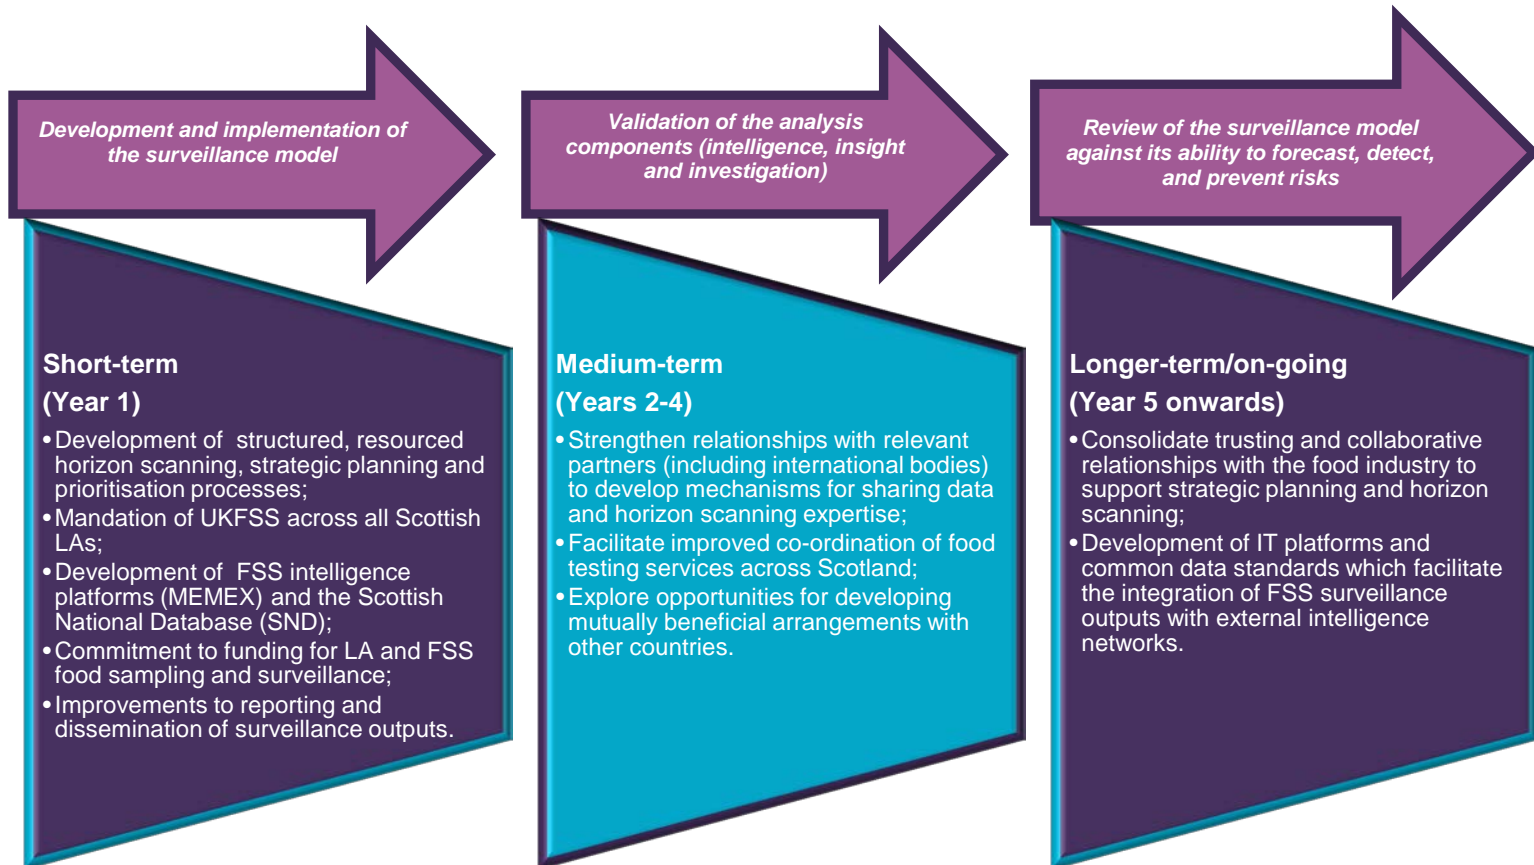 Development and implementation of
the surveillance model
Validation of the analysis
components (intelligence, insight
and investigation)
Review of the surveillance model
against its ability to forecast, detect,
and prevent risks
Short-term
(Year 1)
•Development of  structured, resourced
horizon scanning, strategic planning and
prioritisation processes;
•Mandation of UKFSS across all Scottish
LAs;
•Development of  FSS intelligence
platforms (MEMEX) and the Scottish
National Database (SND);
•Commitment to funding for LA and FSS
food sampling and surveillance;
•Improvements to reporting and
dissemination of surveillance outputs.
Medium-term
(Years 2-4)
•Strengthen relationships with relevant
partners (including international bodies)
to develop mechanisms for sharing data
and horizon scanning expertise;
•Facilitate improved co-ordination of food
testing services across Scotland;
•Explore opportunities for developing
mutually beneficial arrangements with
other countries.
Longer-term/on-going
(Year 5 onwards)
•Consolidate trusting and collaborative
relationships with the food industry to
support strategic planning and horizon
scanning;
•Development of IT platforms and
common data standards which facilitate
the integration of FSS surveillance
outputs with external intelligence
networks.